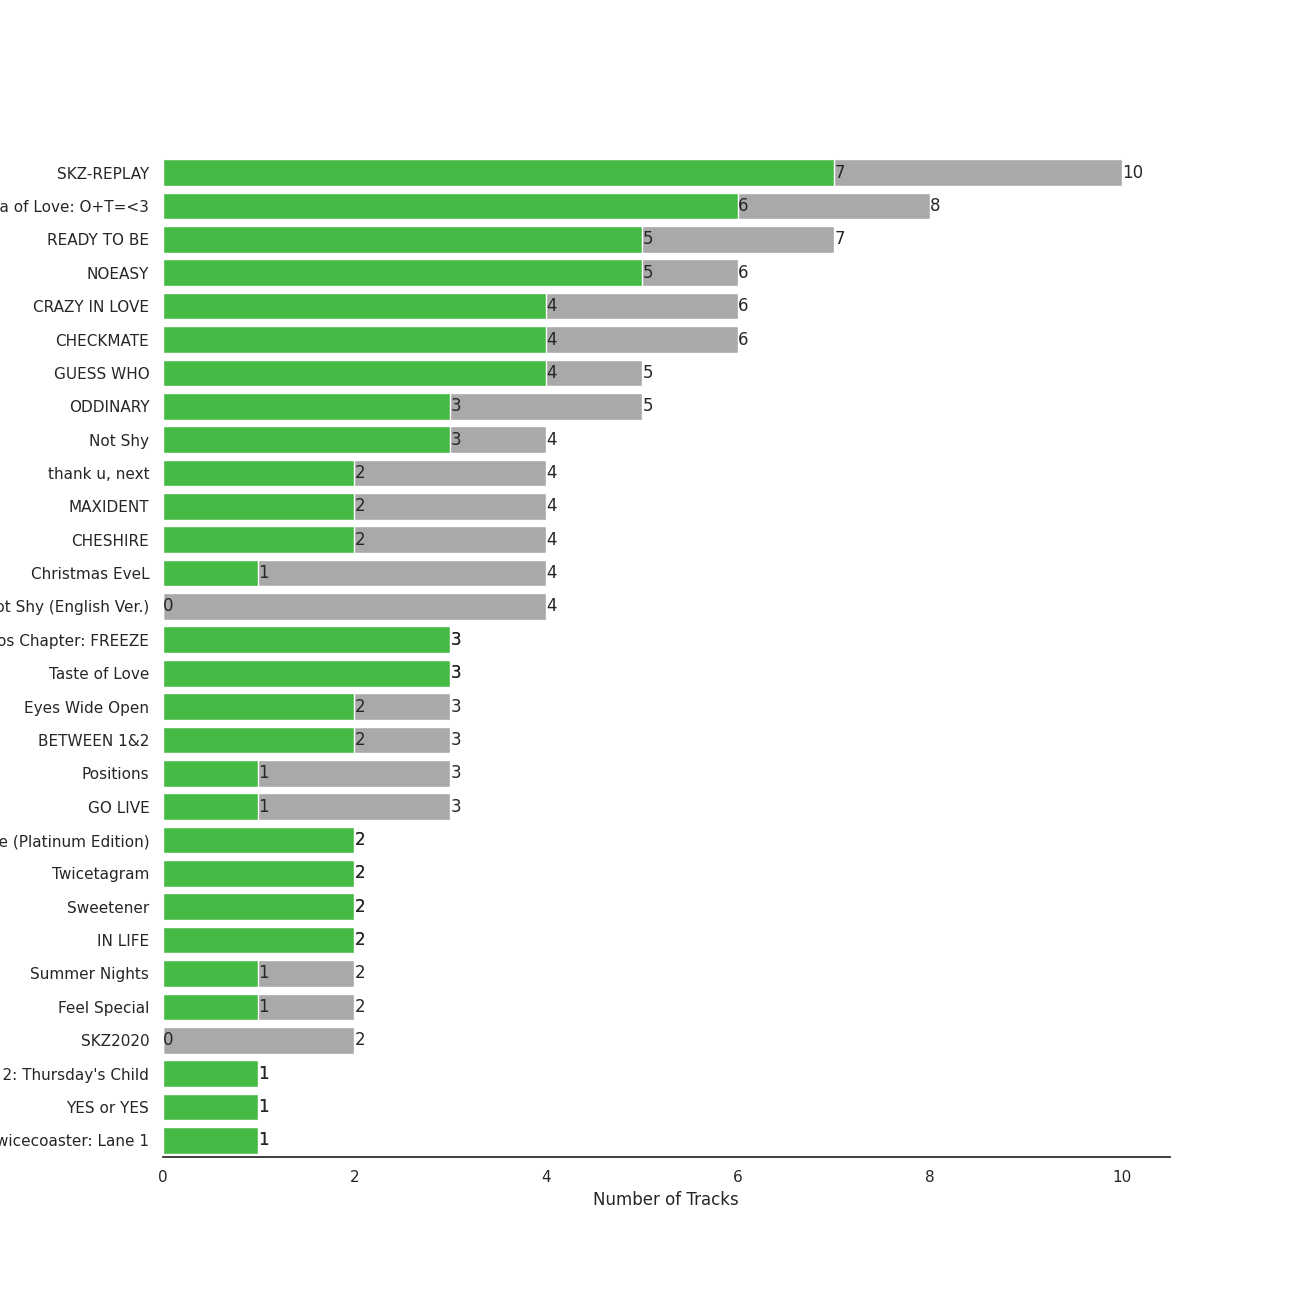 SKZ-REPLAY 7 10
a of Love: O+T=<3 6 8
READY TO BE 5 7
NOEASY 5 6
CRAZY IN LOVE 4 6
CHECKMATE 4 6
GUESS WHO 4 5
ODDINARY 3 5
Not Shy 3 4
thank u, next 2 4
MAXIDENT 2 4
CHESHIRE 2 4
Christmas EveL 1 4
ot Shy (English Ver.) 0 4
os Chapter: FREEZE 3
Taste of Love 3
Eyes Wide Open 2 3
BETWEEN 1&2 2 3
Positions 1 3
GO LIVE 1 3
e (Platinum Edition) 2
Twicetagram 2
Sweetener 2
IN LIFE 2
Summer Nights 1 2
Feel Special 1 2
SKZ2020 0 2
2: Thursday's Child 1
YES or YES 1
wicecoaster: Lane 1 1
0 2 4 6 8 10
Number of Tracks